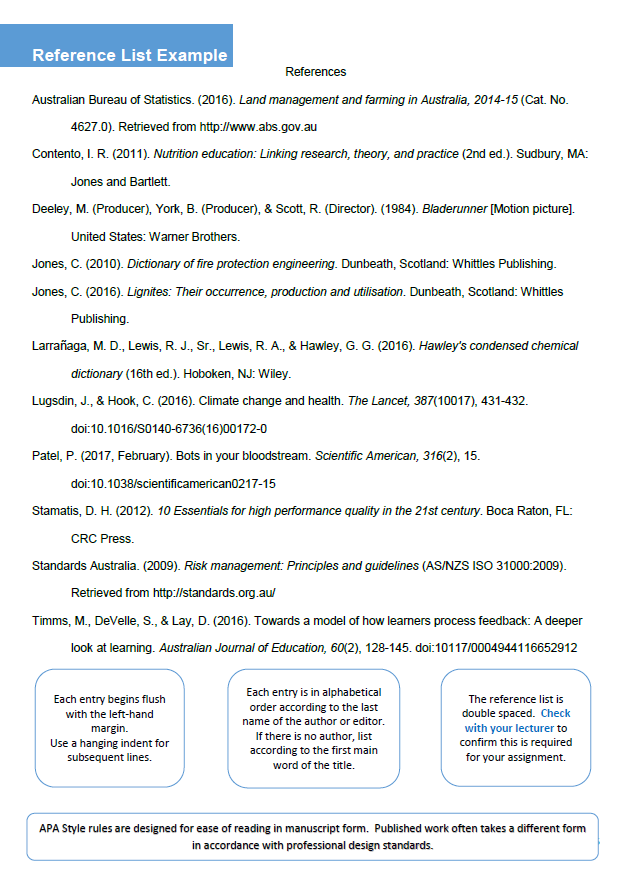 Reference List Example
References
Australian Bureau of Statistics. (2016). Land management and farming in Australia, 2014-15 (Cat. No.
4627.0). Retrieved from http://www.abs.gov.au
Contento, I. R. (2011). Nutrition education: Linking research, theory, and practice (2nd ed.). Sudbury, MA:
Jones and Bartlett.
Deeley, M. (Producer), York, B. (Producer), & Scott, R. (Director). (1984). Bladerunner [Motion picture].
United States: Warner Brothers.
Jones, C. (2010). Dictionary of fire protection engineering. Dunbeath, Scotland: Whittles Publishing.
Jones, C. (2016). Lignites: Their occurrence, production and utilisation. Dunbeath, Scotland: Whittles
Publishing.
Larrañaga, M. D., Lewis, R. J., Sr., Lewis, R. A., & Hawley, G. G. (2016). Hawley's condensed chemical
dictionary (16th ed.). Hoboken, NJ: Wiley.
Lugsdin, J., & Hook, C. (2016). Climate change and health. The Lancet, 387(10017), 431-432.
doi:10.1016/S0140-6736(16)00172-0
Patel, P. (2017, February). Bots in your bloodstream. Scientific American, 316(2), 15.
doi:10.1038/scientificamerican0217-15
Stamatis, D. H. (2012). 10 Essentials for high performance quality in the 21st century. Boca Raton, FL:
CRC Press.
Standards Australia. (2009). Risk management: Principles and guidelines (AS/NZS ISO 31000:2009).
Retrieved from http://standards.org.au/
Timms, M., DeVelle, S., & Lay, D. (2016). Towards a model of how learners process feedback: A deeper
look at learning. Australian Journal of Education, 60(2), 128-145. doi:10117/0004944116652912
Each entry begins flush
with the left-hand
margin.
Use a hanging indent for
subsequent lines.
Each entry is in alphabetical
order according to the last
name of the author or editor.
If there is no author, list
according to the first main
word of the title.
The reference list is
double spaced. Check
with your lecturer to
confirm this is required
for your assignment.
APA Style rules are designed for ease of reading in manuscript form. Published work often takes a different form
in accordance with professional design standards.